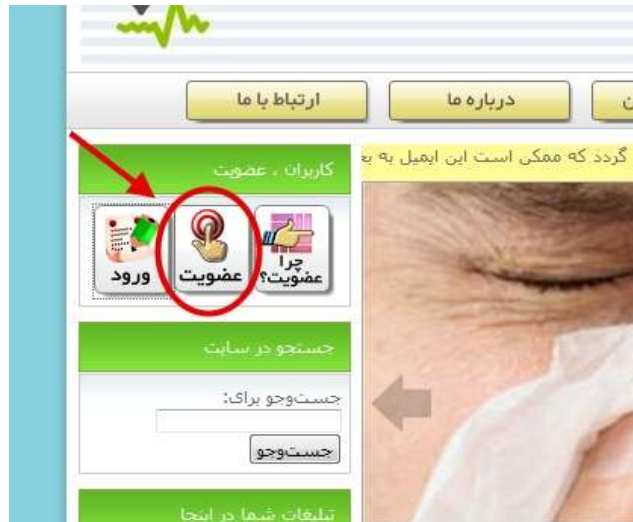 درباره ما
ارتباط با ما
گردد که ممکن است این ایمیل به
کاربران ، عضویت
چرا
عضویت؟
عضویت
ورود
جستجو در سایت
جست‌وجو برای:
جست‌وجو
تبلیغات شما در اینجا